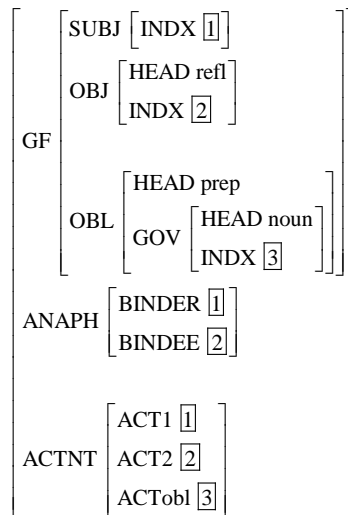 SUBJ [INDX 1]
HEAD refl
OBJ
INDX 2
GF
HEAD prep
OBL
HEAD noun
GOV
INDX 3
BINDER 1
ANAPH
BINDEE 2
ACT1 1
ACTNT
ACT2 2
ACTobl 3